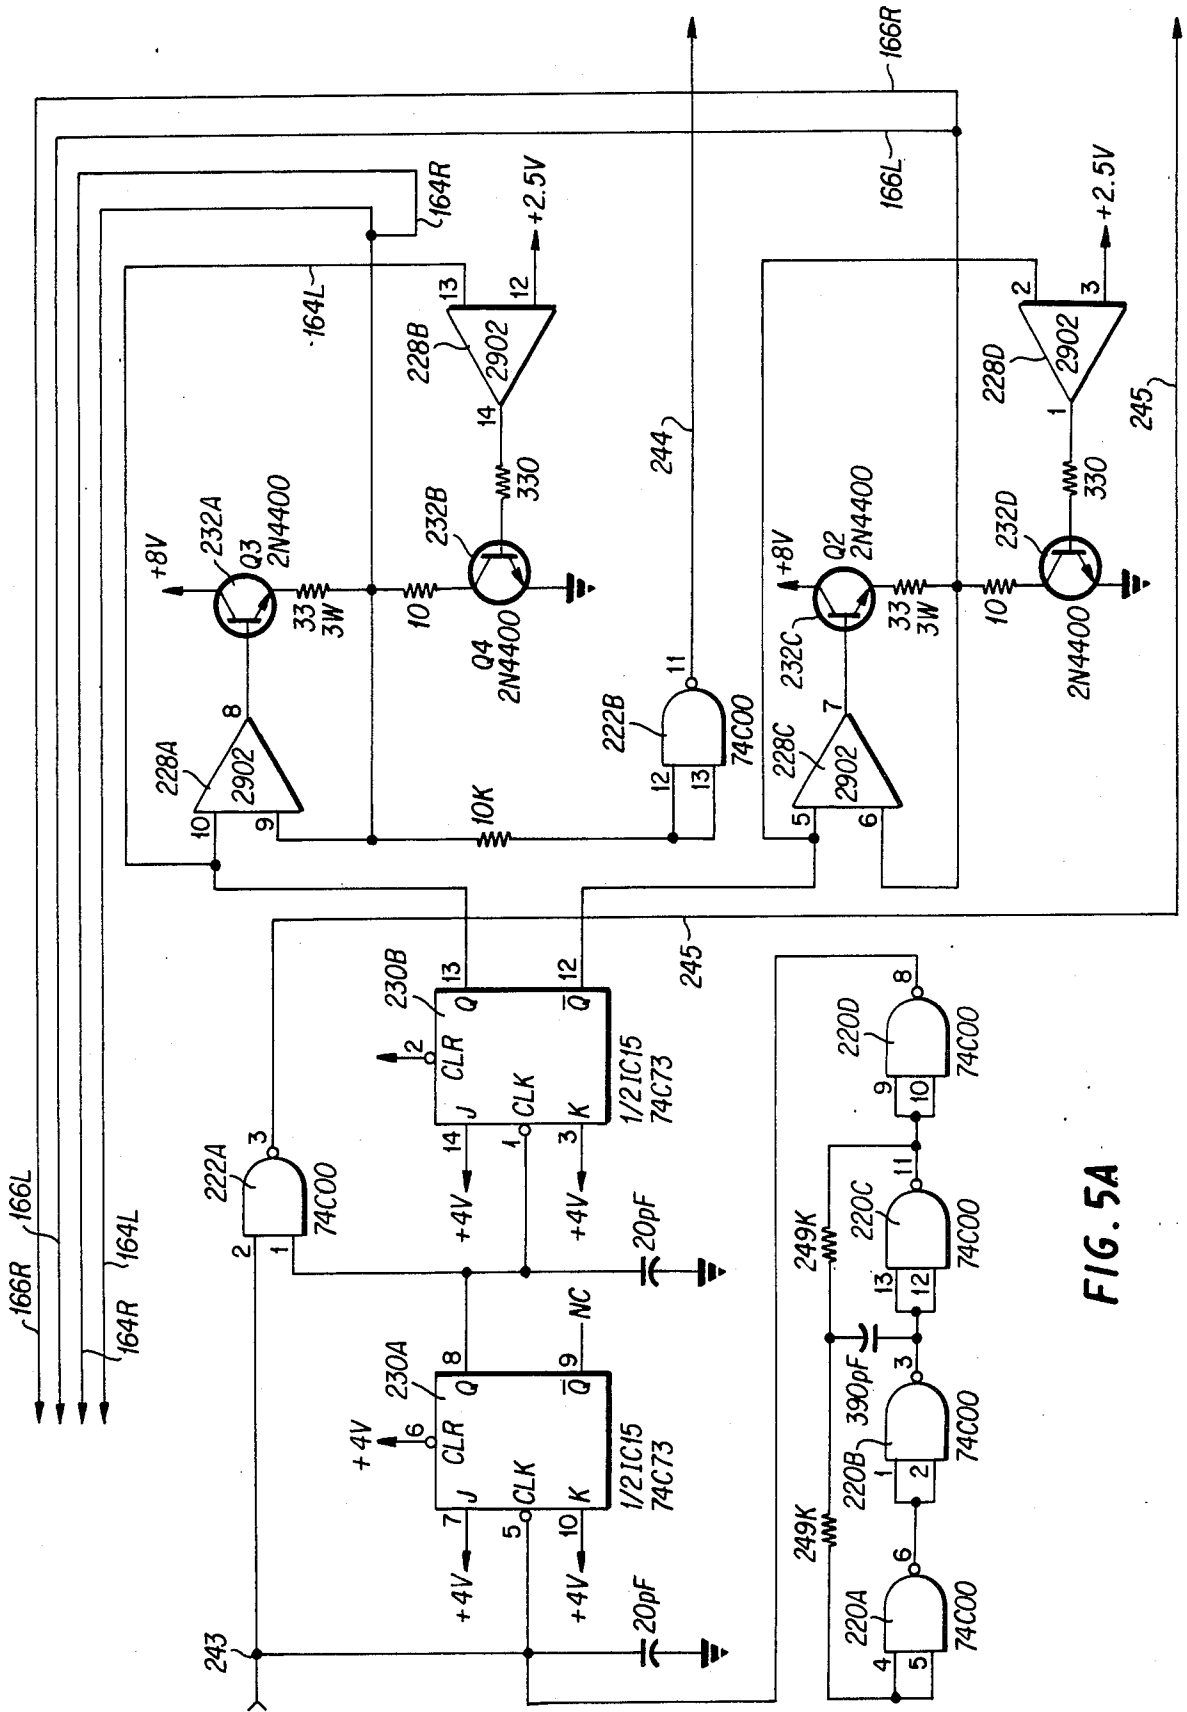 166R
166L
164R
164L
166R
166L
164R
164L
+8V
232A
Q3
2N4400
228A
2902
10
9
8
33
3W
10
Q4
2N4400
232B
330
228B
2902
14
13
12
+2.5V
10K
222B
12
13
11
74C00
244
+8V
Q2
2N4400
232C
228C
2902
5
6
7
33
3W
10
2N4400
232D
330
228D
2902
1
2
3
+2.5V
245
243
222A
2
1
3
74C00
245
+4V
230A
6
CLR
7
J
+4V
5
CLK
10
K
+4V
8
Q
9
Q̅
NC
1/2 IC15
74C73
20pF
230B
2
CLR
14
J
+4V
1
CLK
3
K
+4V
13
Q
12
Q̅
1/2 IC15
74C73
20pF
249K
249K
390pF
220A
4
5
6
74C00
220B
1
2
3
74C00
220C
13
12
11
74C00
220D
9
10
8
74C00
FIG. 5A